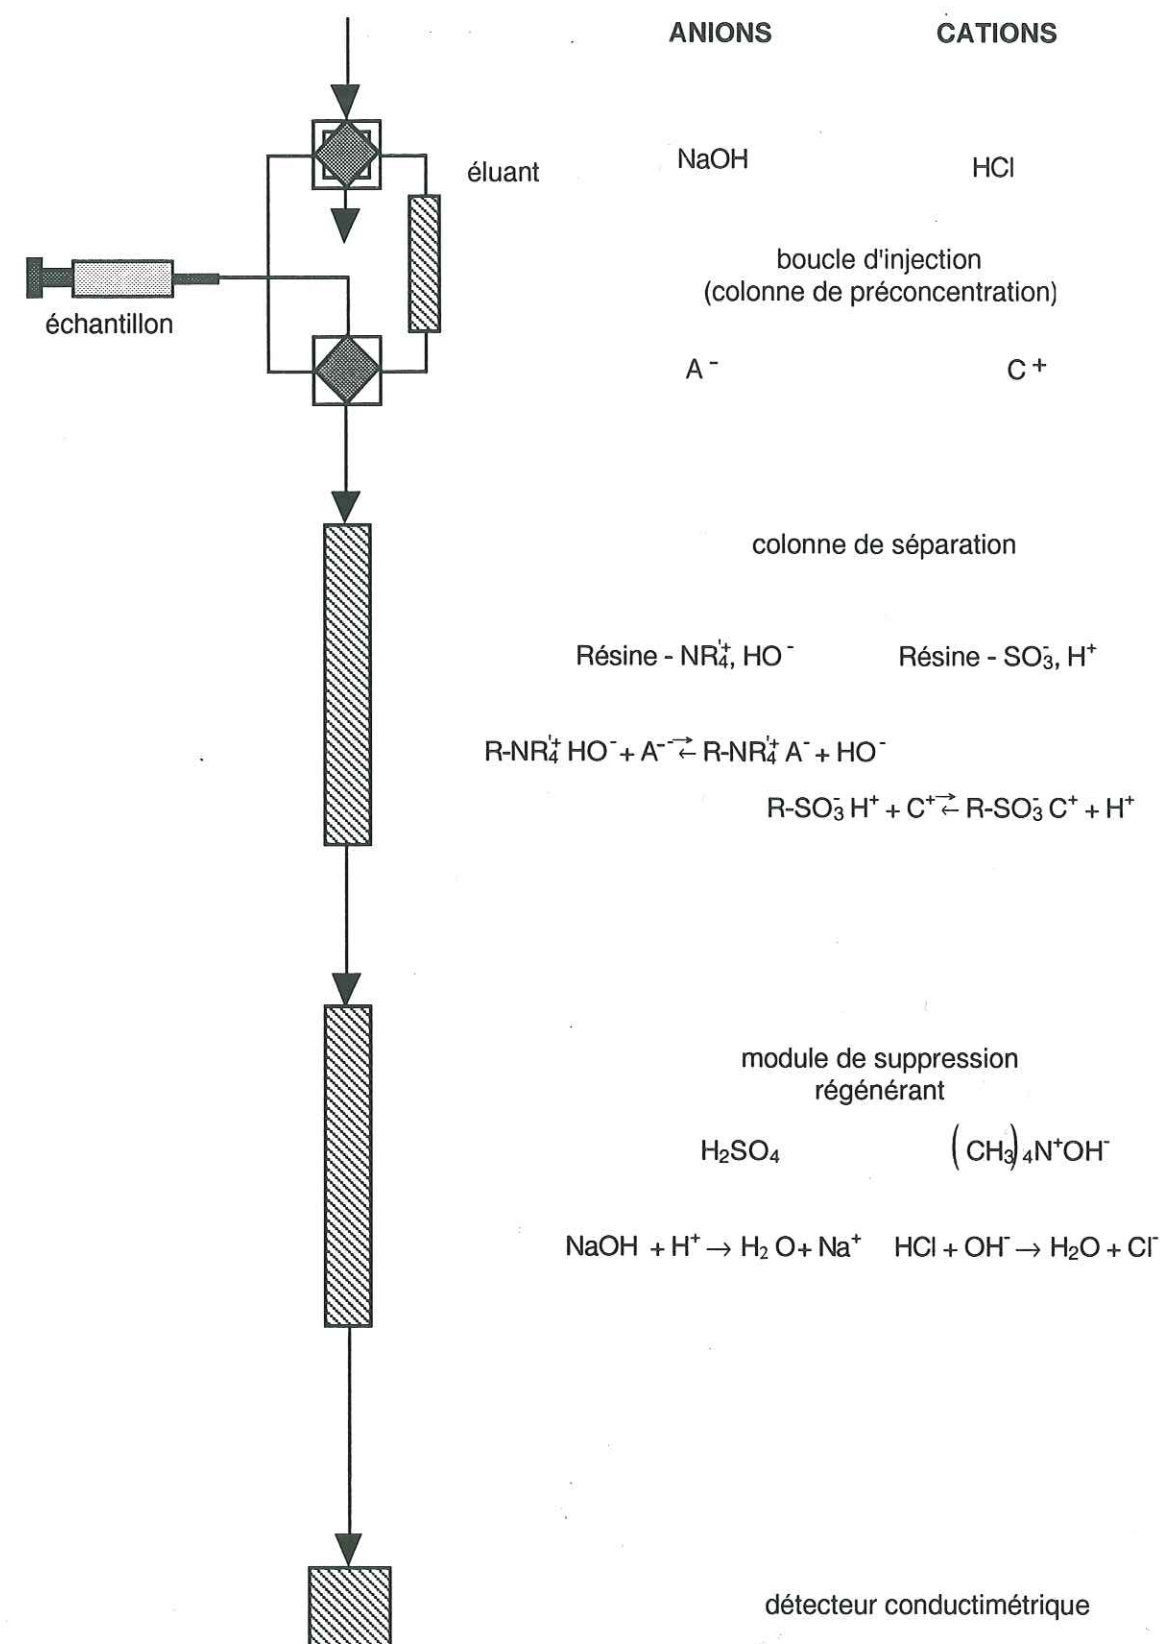 ANIONS CATIONS
éluant NaOH HCl
boucle d'injection
(colonne de préconcentration)
échantillon
A⁻ C⁺
colonne de séparation
Résine - NR'₄⁺, HO⁻ Résine - SO₃⁻, H⁺
R-NR'₄⁺ HO⁻ + A⁻ ⇄ R-NR'₄⁺ A⁻ + HO⁻
R-SO₃⁻ H⁺ + C⁺ ⇄ R-SO₃⁻ C⁺ + H⁺
module de suppression
régénérant
H₂SO₄ (CH₃)₄N⁺OH⁻
NaOH + H⁺ → H₂O + Na⁺ HCl + OH⁻ → H₂O + Cl⁻
détecteur conductimétrique